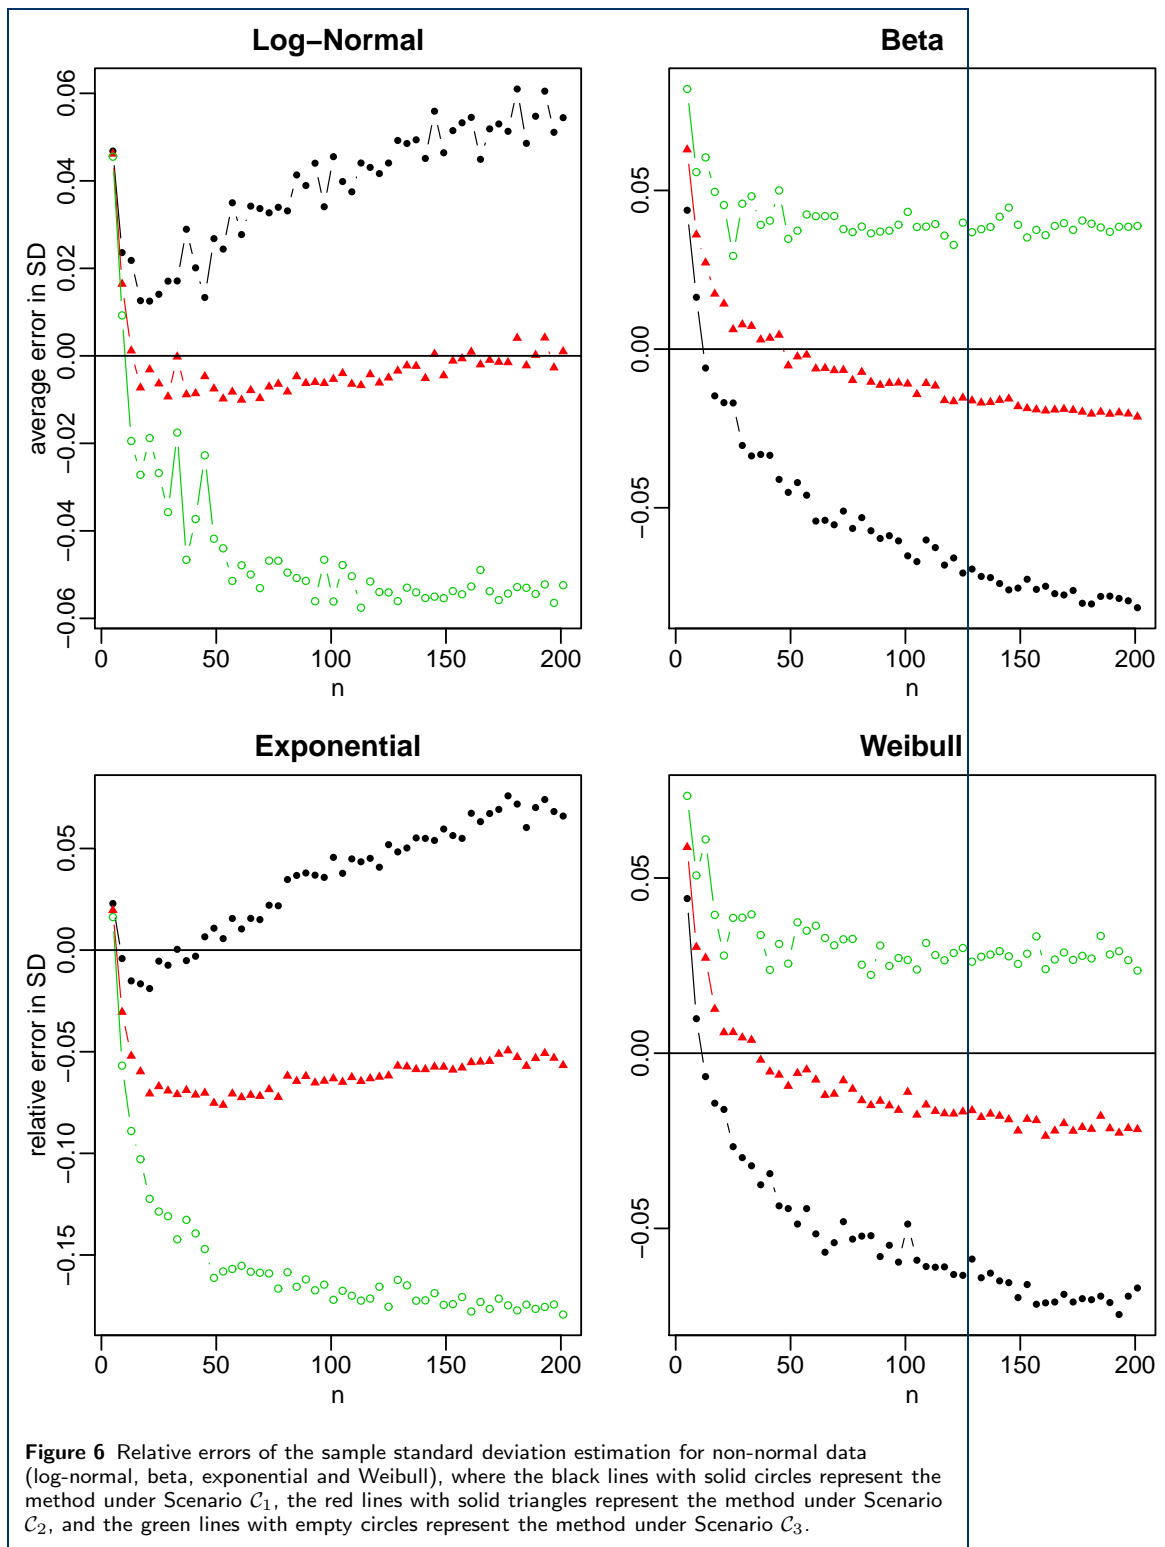 Log–Normal
Beta
average error in SD
0.06
0.04
0.02
0.00
−0.02
−0.04
−0.06
0 50 100 150 200
n
0.05
0.00
−0.05
0 50 100 150 200
n
Exponential
Weibull
relative error in SD
0.05
0.00
−0.05
−0.10
−0.15
0 50 100 150 200
n
0.05
0.00
−0.05
0 50 100 150 200
n
Figure 6 Relative errors of the sample standard deviation estimation for non-normal data
(log-normal, beta, exponential and Weibull), where the black lines with solid circles represent the
method under Scenario 𝒞₁, the red lines with solid triangles represent the method under Scenario
𝒞₂, and the green lines with empty circles represent the method under Scenario 𝒞₃.